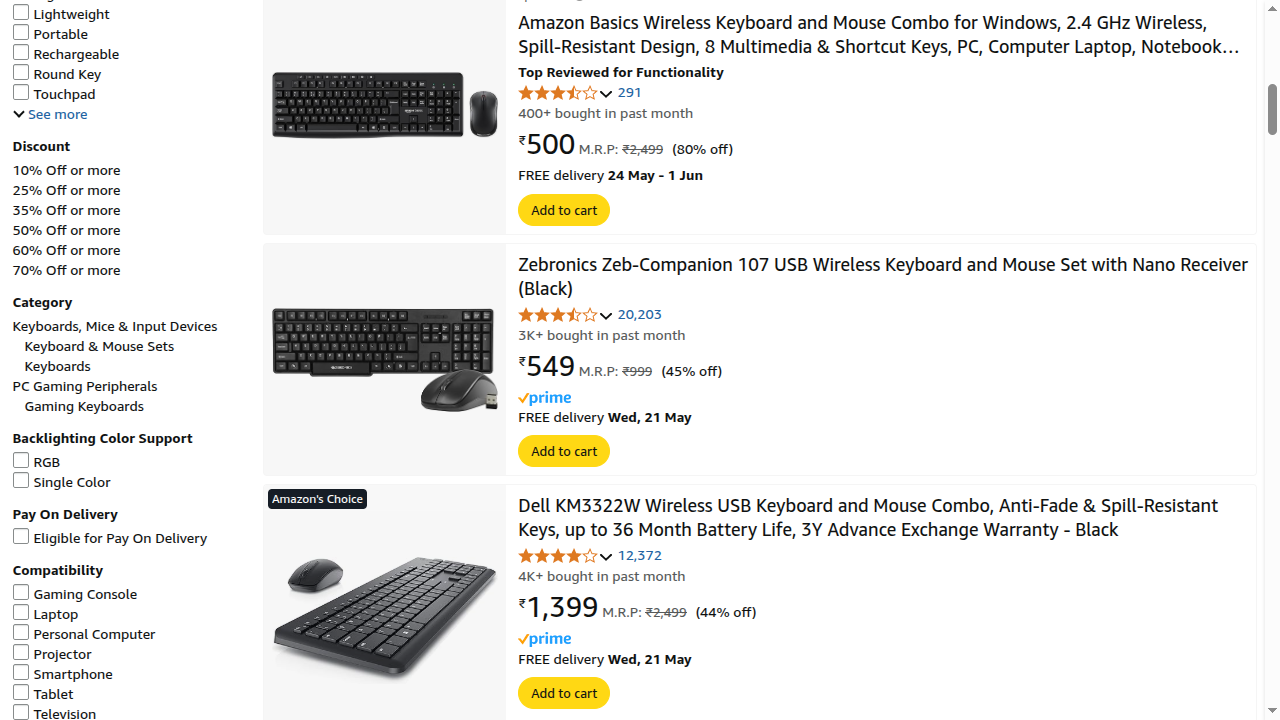 Lightweight
Portable
Rechargeable
Round Key
Touchpad
See more
Discount
10% Off or more
25% Off or more
35% Off or more
50% Off or more
60% Off or more
70% Off or more
Category
Keyboards, Mice & Input Devices
Keyboard & Mouse Sets
Keyboards
PC Gaming Peripherals
Gaming Keyboards
Backlighting Color Support
RGB
Single Color
Pay On Delivery
Eligible for Pay On Delivery
Compatibility
Gaming Console
Laptop
Personal Computer
Projector
Smartphone
Tablet
Television
Amazon Basics Wireless Keyboard and Mouse Combo for Windows, 2.4 GHz Wireless,
Spill-Resistant Design, 8 Multimedia & Shortcut Keys, PC, Computer Laptop, Notebook…
Top Reviewed for Functionality
291
400+ bought in past month
₹500 M.R.P: ₹2,499 (80% off)
FREE delivery 24 May - 1 Jun
Add to cart
Zebronics Zeb-Companion 107 USB Wireless Keyboard and Mouse Set with Nano Receiver
(Black)
20,203
3K+ bought in past month
₹549 M.R.P: ₹999 (45% off)
prime
FREE delivery Wed, 21 May
Add to cart
Amazon's Choice
Dell KM3322W Wireless USB Keyboard and Mouse Combo, Anti-Fade & Spill-Resistant
Keys, up to 36 Month Battery Life, 3Y Advance Exchange Warranty - Black
12,372
4K+ bought in past month
₹1,399 M.R.P: ₹2,499 (44% off)
prime
FREE delivery Wed, 21 May
Add to cart